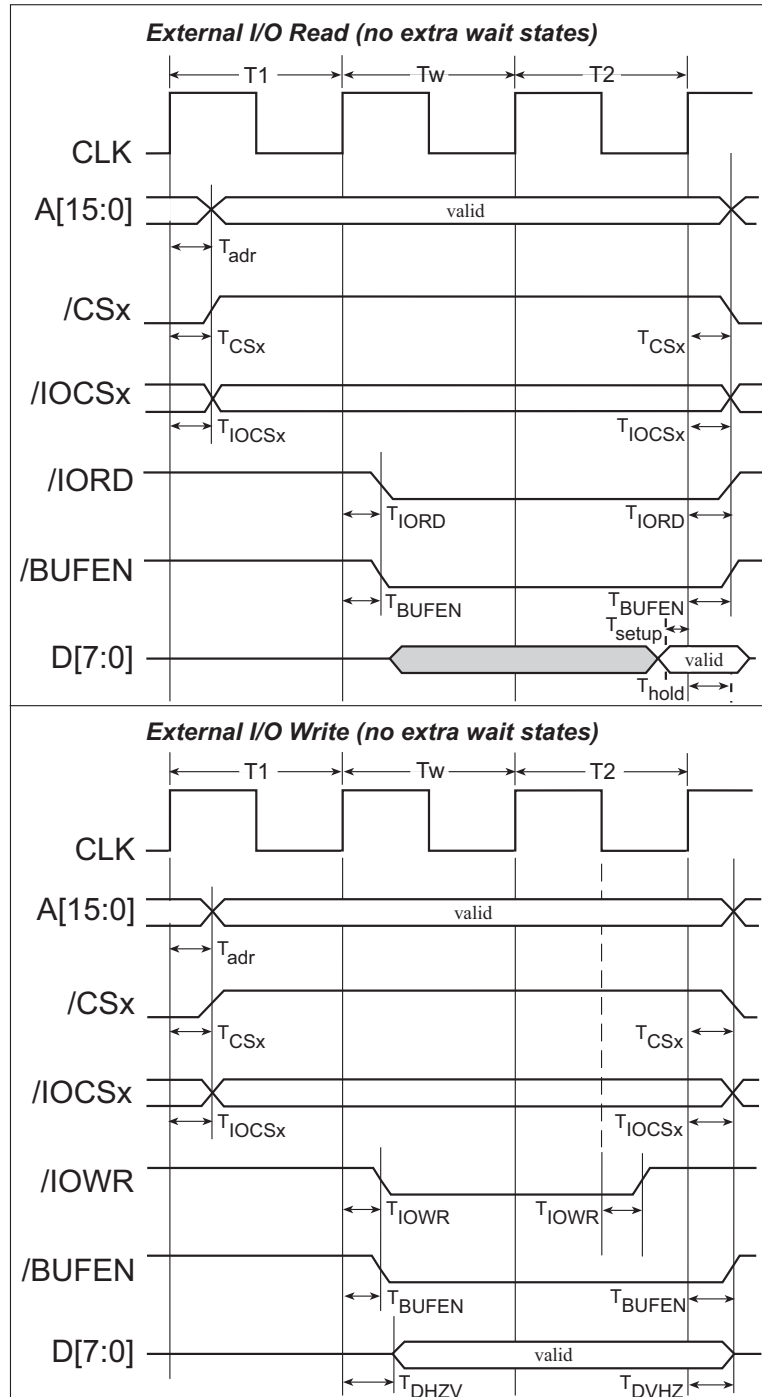 External I/O Read (no extra wait states)
T1 Tw T2
CLK
A[15:0] valid
Tadr
/CSx
TCSx TCSx
/IOCSx
TIOCSx TIOCSx
/IORD
TIORD TIORD
/BUFEN
TBUFEN TBUFEN
Tsetup
D[7:0] valid
Thold
External I/O Write (no extra wait states)
T1 Tw T2
CLK
A[15:0] valid
Tadr
/CSx
TCSx TCSx
/IOCSx
TIOCSx TIOCSx
/IOWR
TIOWR TIOWR
/BUFEN
TBUFEN TBUFEN
D[7:0] valid
TDHZV TDVHZ